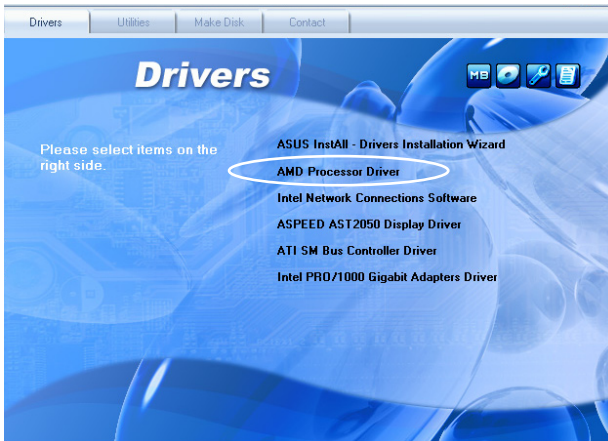 Drivers
Utilities
Make Disk
Contact
Drivers
MB
Please select items on the
right side.
ASUS InstAll - Drivers Installation Wizard
AMD Processor Driver
Intel Network Connections Software
ASPEED AST2050 Display Driver
ATI SM Bus Controller Driver
Intel PRO/1000 Gigabit Adapters Driver